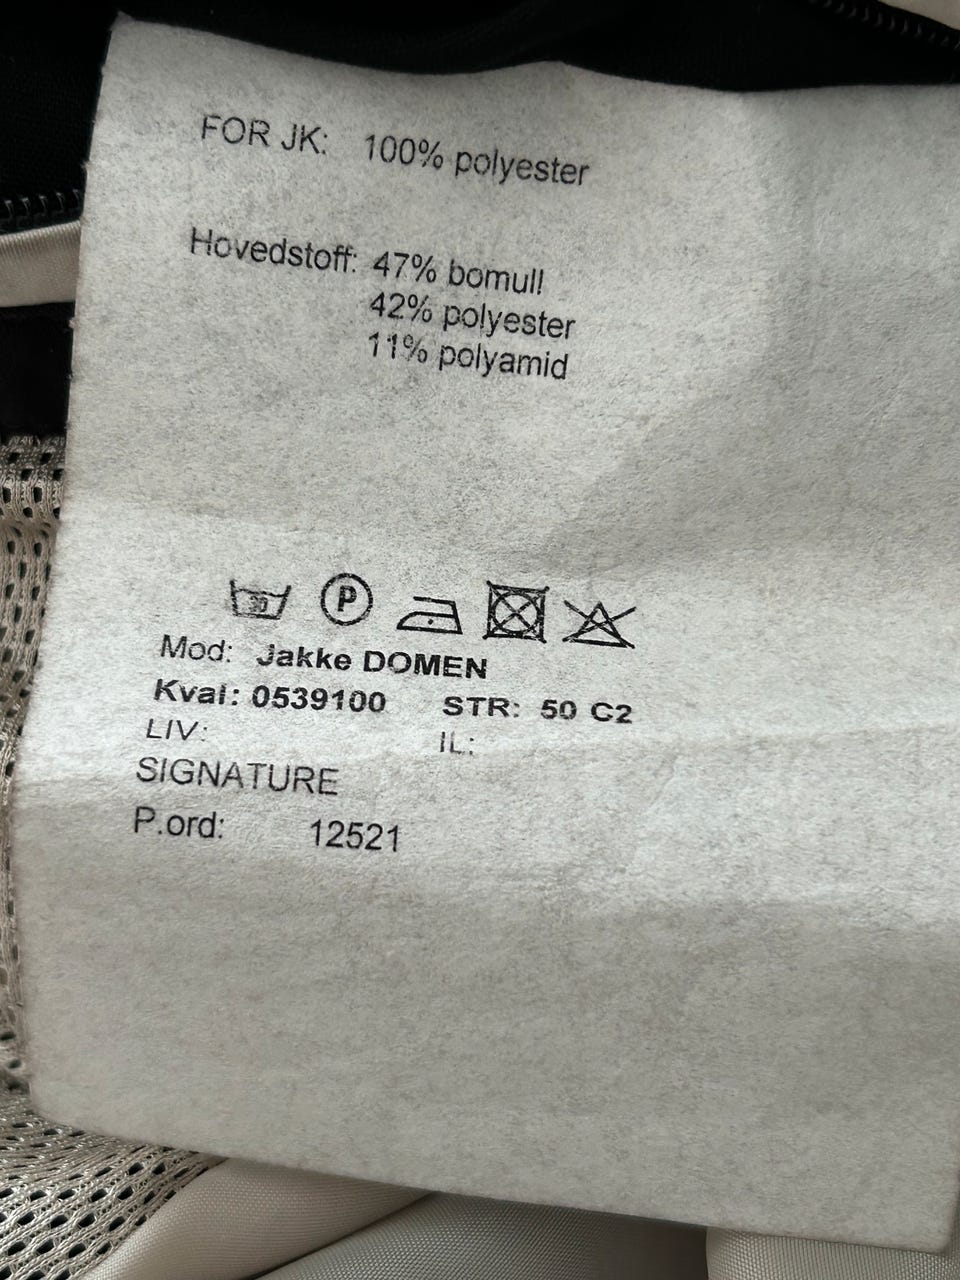 FOR JK: 100% polyester
Hovedstoff: 47% bomull
42% polyester
11% polyamid
30 P
Mod: Jakke DOMEN
Kval: 0539100 STR: 50 C2
LIV: IL:
SIGNATURE
P.ord: 12521